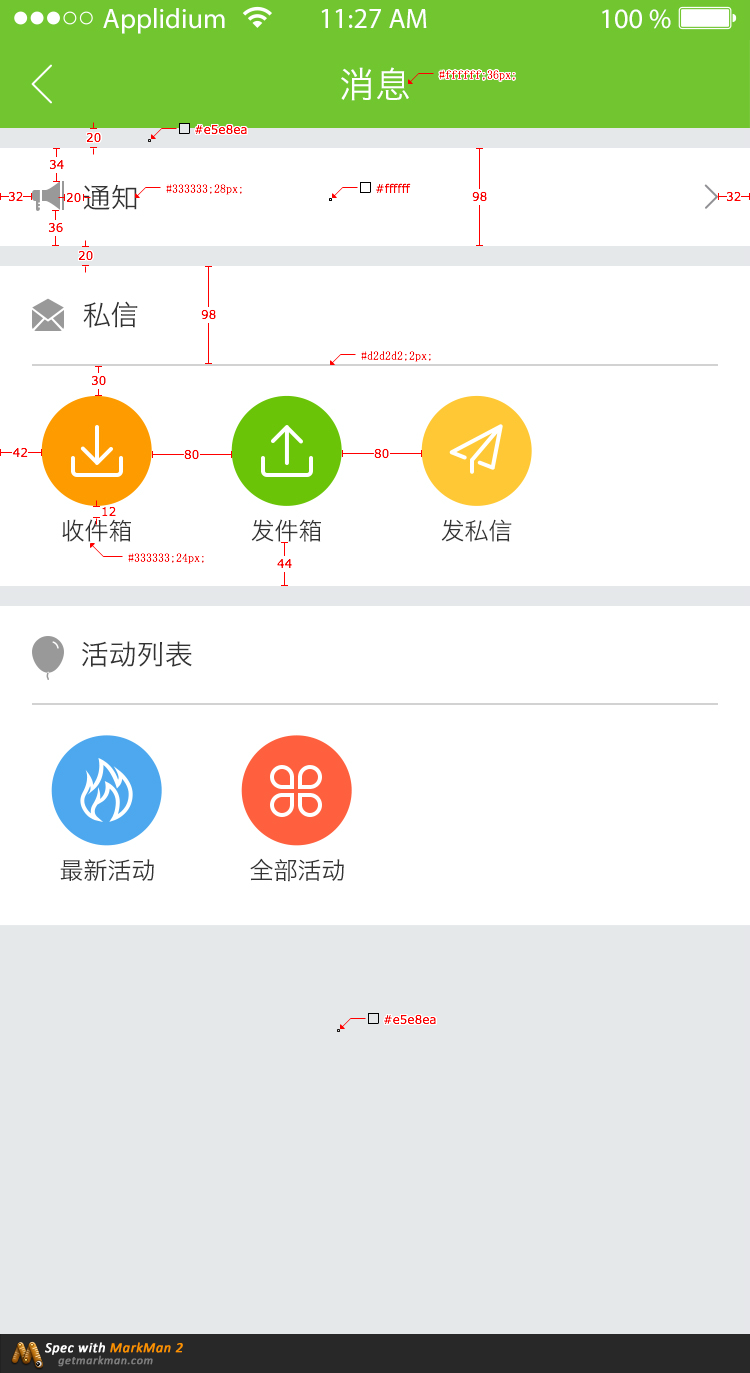 Applidium 11:27 AM 100 %
消息 #ffffff;36px;
20 #e5e8ea
34
32 20 通知 #333333;28px; #ffffff 98 32
36
20
私信 98
#d2d2d2;2px;
30
42 80 80
12
收件箱 发件箱 发私信
#333333;24px;
44
活动列表
最新活动 全部活动
#e5e8ea
Spec with MarkMan 2
getmarkman.com